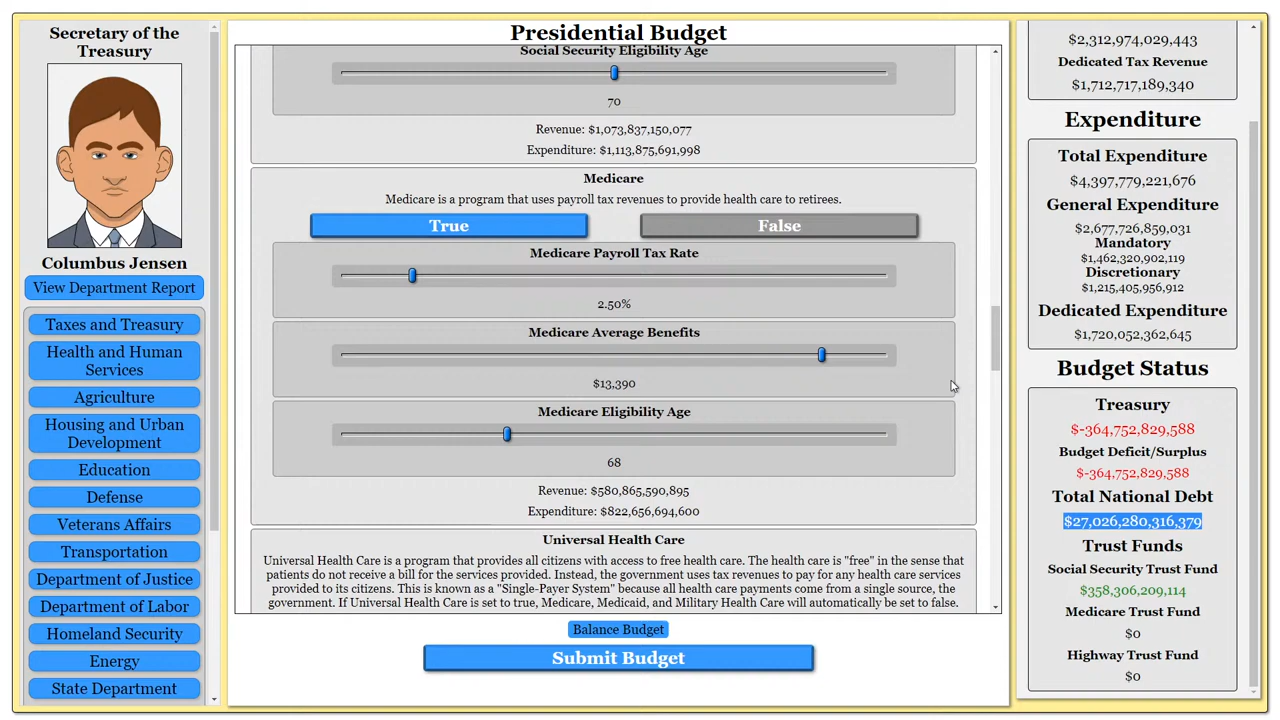 Secretary of the
Treasury
Columbus Jensen
View Department Report
Taxes and Treasury
Health and Human
Services
Agriculture
Housing and Urban
Development
Education
Defense
Veterans Affairs
Transportation
Department of Justice
Department of Labor
Homeland Security
Energy
State Department
Presidential Budget
Social Security Eligibility Age
70
Revenue: $1,073,837,150,077
Expenditure: $1,113,875,691,998
Medicare
Medicare is a program that uses payroll tax revenues to provide health care to retirees.
True
False
Medicare Payroll Tax Rate
2.50%
Medicare Average Benefits
$13,390
Medicare Eligibility Age
68
Revenue: $580,865,590,895
Expenditure: $822,656,694,600
Universal Health Care
Universal Health Care is a program that provides all citizens with access to free health care. The health care is "free" in the sense that
patients do not receive a bill for the services provided. Instead, the government uses tax revenues to pay for any health care services
provided to its citizens. This is known as a "Single-Payer System" because all health care payments come from a single source, the
government. If Universal Health Care is set to true, Medicare, Medicaid, and Military Health Care will automatically be set to false.
Balance Budget
Submit Budget
$2,312,974,029,443
Dedicated Tax Revenue
$1,712,717,189,340
Expenditure
Total Expenditure
$4,397,779,221,676
General Expenditure
$2,677,726,859,031
Mandatory
$1,462,320,902,119
Discretionary
$1,215,405,956,912
Dedicated Expenditure
$1,720,052,362,645
Budget Status
Treasury
$-364,752,829,588
Budget Deficit/Surplus
$-364,752,829,588
Total National Debt
$27,026,280,316,379
Trust Funds
Social Security Trust Fund
$358,306,209,114
Medicare Trust Fund
$0
Highway Trust Fund
$0